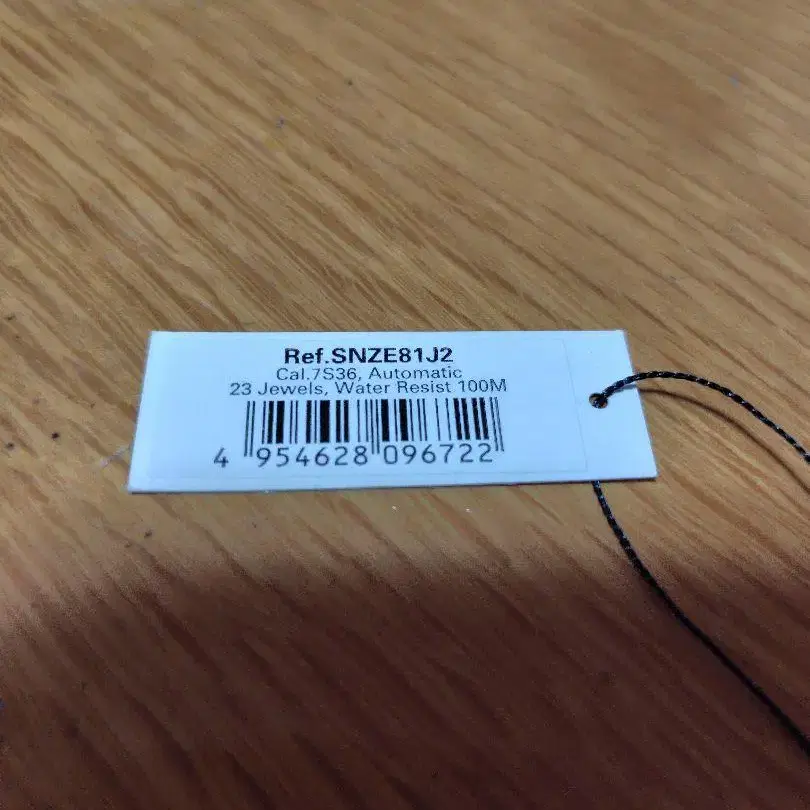 Ref.SNZE81J2
Cal.7S36, Automatic
23 Jewels, Water Resist 100M
4 954628 096722